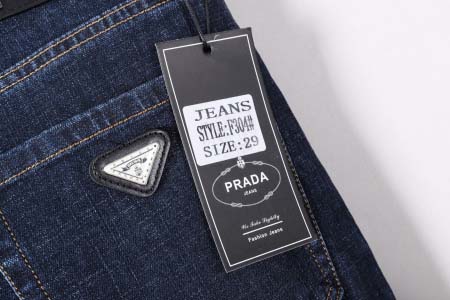 JEANS
STYLE:F304#
SIZE:29
PRADA
JEANS
Fashion Jeans